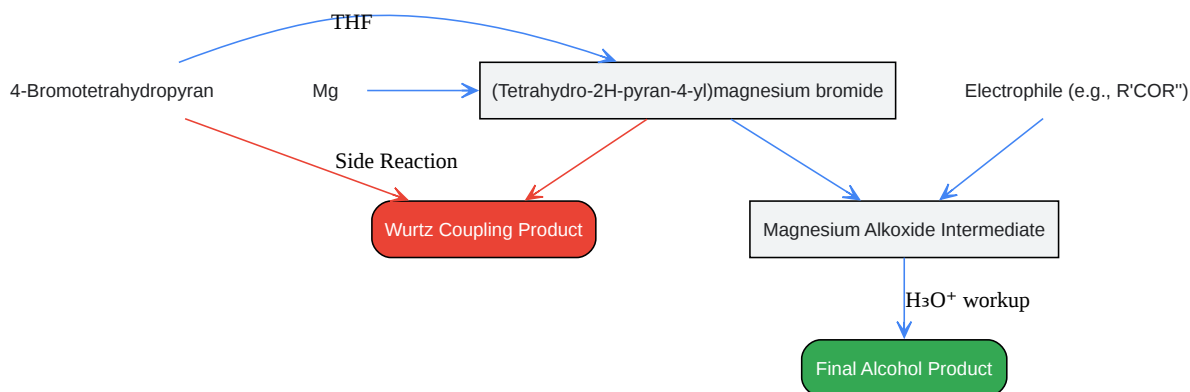 THF
4-Bromotetrahydropyran
Mg
(Tetrahydro-2H-pyran-4-yl)magnesium bromide
Electrophile (e.g., R'COR'')
Side Reaction
Wurtz Coupling Product
Magnesium Alkoxide Intermediate
H₃O⁺ workup
Final Alcohol Product